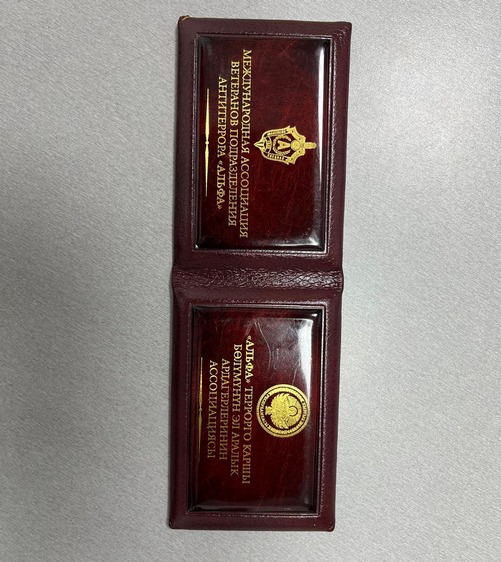 МЕЖДУНАРОДНАЯ АССОЦИАЦИЯ
ВЕТЕРАНОВ ПОДРАЗДЕЛЕНИЯ
АНТИТЕРРОРА «АЛЬФА»
«АЛЬФА» ТЕРРОРГО КАРШЫ
БӨЛҮМҮНҮН ЭЛ АРАЛЫК
АРДАГЕРЛЕРИНИН
АССОЦИАЦИЯСЫ